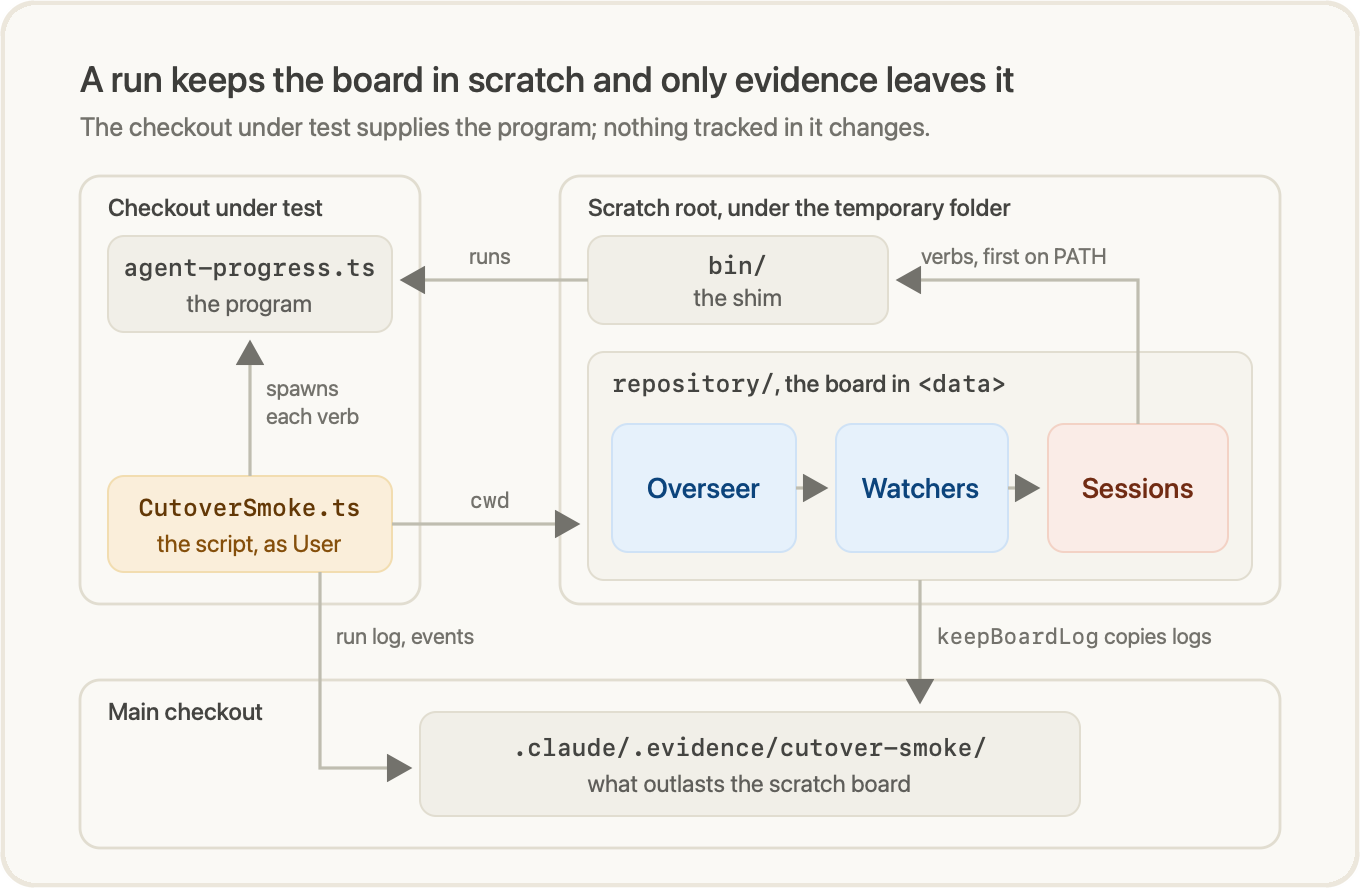 A run keeps the board in scratch and only evidence leaves it
The checkout under test supplies the program; nothing tracked in it changes.
Checkout under test
agent-progress.ts
the program
spawns
each verb
CutoverSmoke.ts
the script, as User
runs
cwd
Scratch root, under the temporary folder
bin/
the shim
verbs, first on PATH
repository/, the board in <data>
Overseer
Watchers
Sessions
run log, events
keepBoardLog copies logs
Main checkout
.claude/.evidence/cutover-smoke/
what outlasts the scratch board